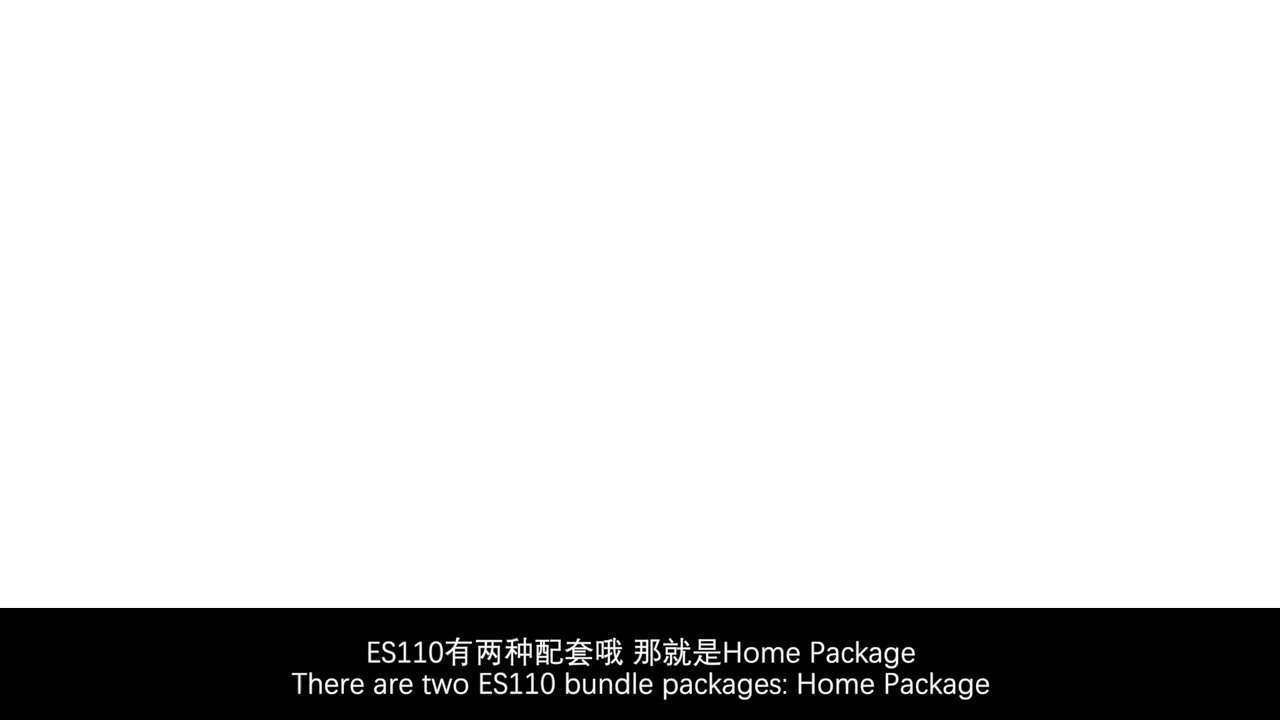 ES110有两种配套哦 那就是Home Package
There are two ES110 bundle packages: Home Package